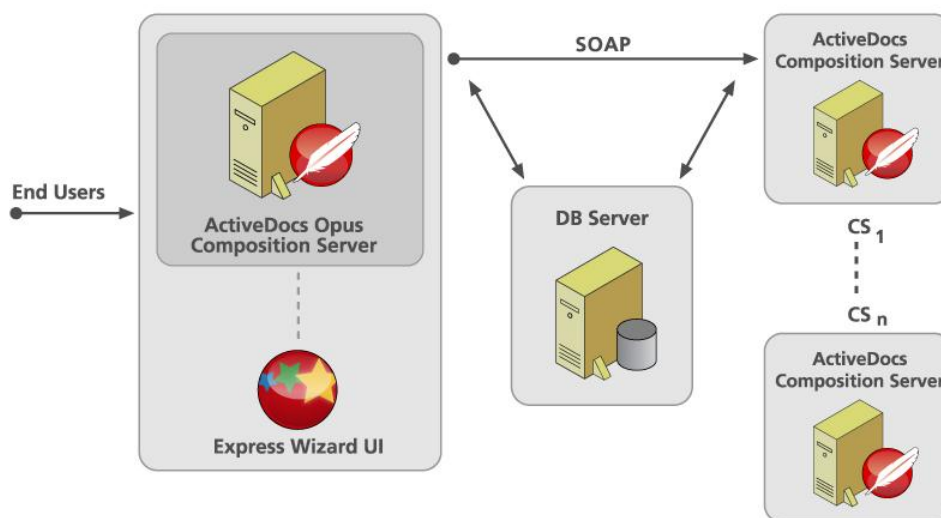 End Users
ActiveDocs Opus
Composition Server
Express Wizard UI
SOAP
DB Server
ActiveDocs
Composition Server
CS 1
CS n
ActiveDocs
Composition Server